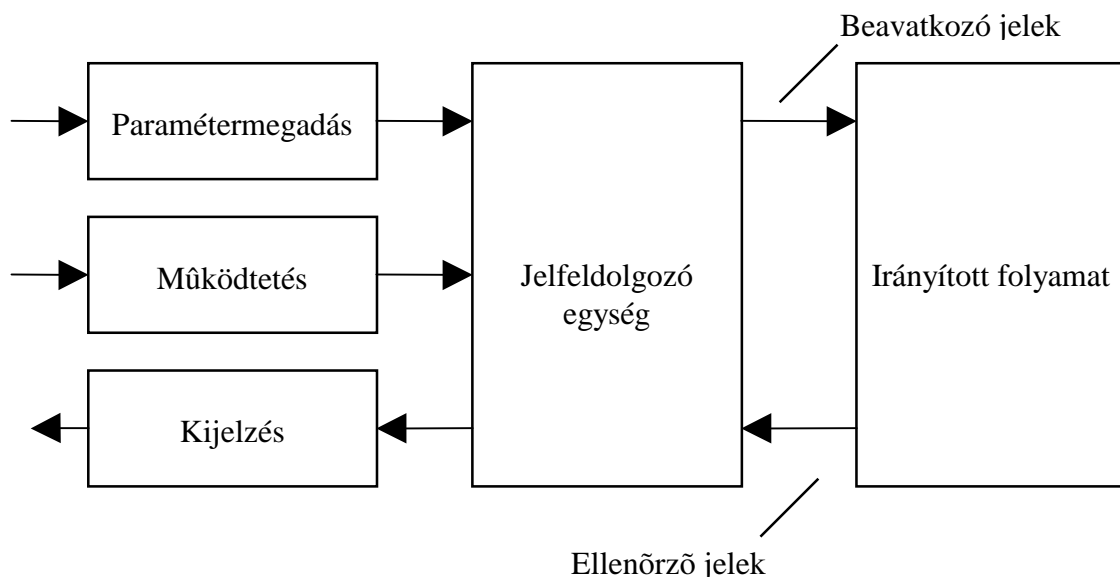 Beavatkozó jelek
Paramétermegadás
Mûködtetés
Jelfeldolgozó
egység
Irányított folyamat
Kijelzés
Ellenõrzõ jelek